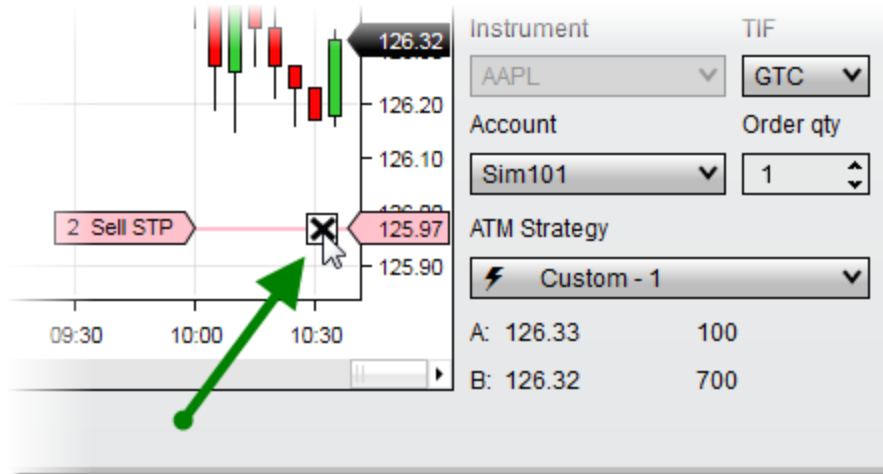 Instrument TIF
126.32
AAPL GTC
126.20
Account Order qty
126.10
Sim101 1
2 Sell STP 125.97 ATM Strategy
125.90
Custom - 1
09:30 10:00 10:30
A: 126.33 100
B: 126.32 700